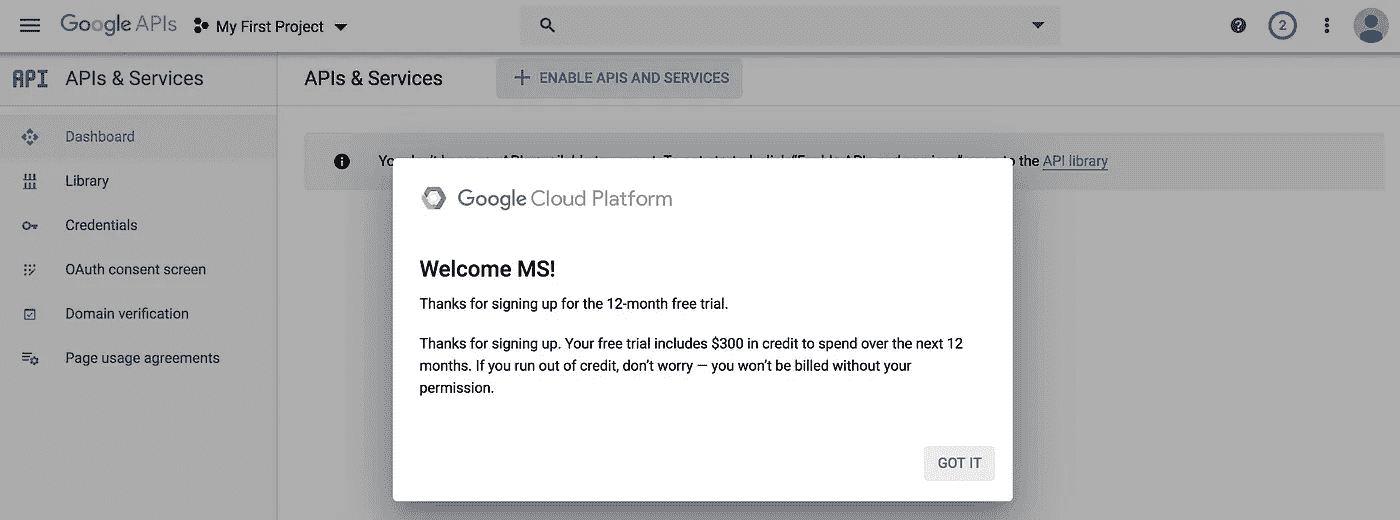 Google APIs My First Project 2
API APIs & Services
APIs & Services + ENABLE APIS AND SERVICES
Dashboard
Library
Credentials
OAuth consent screen
Domain verification
Page usage agreements
the API library
Google Cloud Platform
Welcome MS!
Thanks for signing up for the 12-month free trial.
Thanks for signing up. Your free trial includes $300 in credit to spend over the next 12
months. If you run out of credit, don’t worry — you won’t be billed without your
permission.
GOT IT